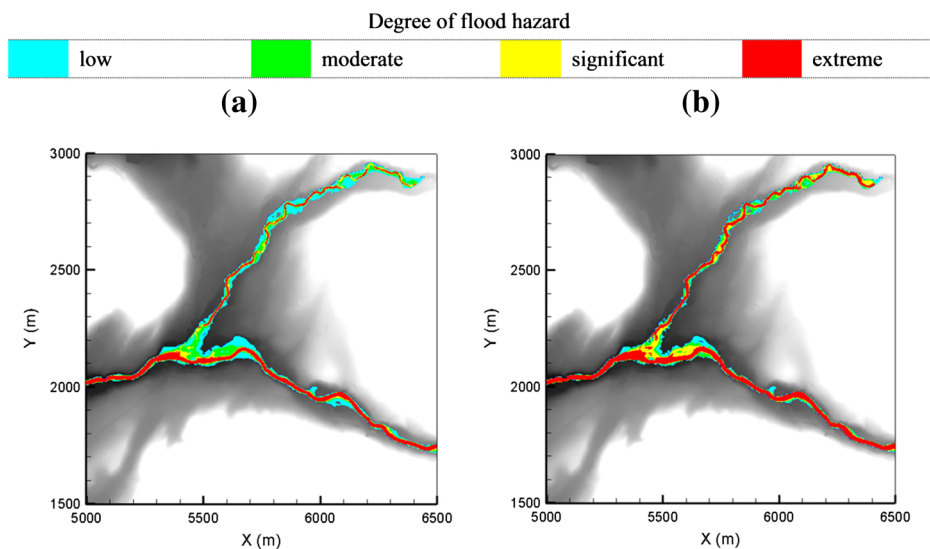 Degree of flood hazard
low moderate significant extreme
(a) (b)
3000
2500
2000
1500
Y (m)
5000 5500 6000 6500
X (m)
3000
2500
2000
1500
Y (m)
5000 5500 6000 6500
X (m)